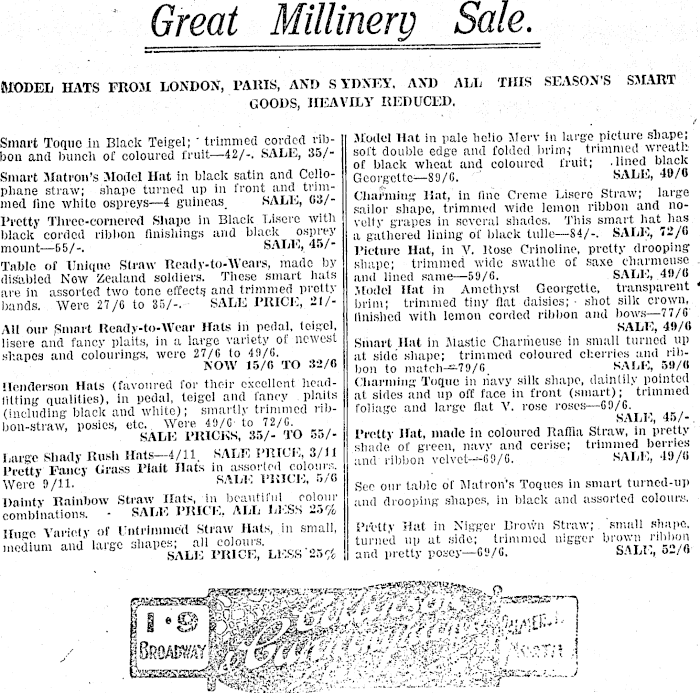 Great Millinery Sale.
MODEL HATS FROM LONDON, PARIS, AND SYDNEY, AND ALL THIS SEASON'S SMART
GOODS, HEAVILY REDUCED.
Smart Toque in Black Teigel; trimmed corded rib-
bon and bunch of coloured fruit—42/-. SALE, 35/-
Smart Matron's Model Hat in black satin and Cello-
phane straw; shape turned up in front and trim-
med fine white ospreys—4 guineas SALE, 63/-
Pretty Three-cornered Shape in Black Lisere with
black corded ribbon finishings and black osprey
mount—55/-. SALE, 45/-
Table of Unique Straw Ready-to-Wears, made by
disabled New Zealand soldiers. These smart hats
are in assorted two tone effects and trimmed pretty
bands. Were 27/6 to 35/-. SALE PRICE, 21/-
All our Smart Ready-to-Wear Hats in pedal, teigel,
lisere and fancy plaits, in a large variety of newest
shapes and colourings, were 27/6 to 49/6.
NOW 15/6 TO 32/6
Henderson Hats (favoured for their excellent head-
fitting qualities), in pedal, teigel and fancy plaits
(including black and white); smartly trimmed rib-
bon-straw, posies, etc. Were 49/6 to 72/6.
SALE PRICES, 35/- TO 55/-
Large Shady Rush Hats—4/11 SALE PRICE, 3/11
Pretty Fancy Grass Plait Hats in assorted colours.
Were 9/11. SALE PRICE, 5/6
Dainty Rainbow Straw Hats, in beautiful colour
combinations. - SALE PRICE, ALL LESS 25%
Huge Variety of Untrimmed Straw Hats, in small,
medium and large shapes; all colours.
SALE PRICE, LESS 25%
Model Hat in pale helio Merv in large picture shape;
soft double edge and folded brim; trimmed wreath
of black wheat and coloured fruit; lined black
Georgette—89/6. SALE, 49/6
Charming Hat, in fine Creme Lisere Straw; large
sailor shape, trimmed wide lemon ribbon and no-
velty grapes in several shades. This smart hat has
a gathered lining of black tulle—84/-. SALE, 72/6
Picture Hat, in V. Rose Crinoline, pretty drooping
shape; trimmed wide swathe of saxe charmeuse
and lined same—59/6. SALE, 49/6
Model Hat in Amethyst Georgette, transparent
brim; trimmed tiny flat daisies; shot silk crown,
finished with lemon corded ribbon and bows—77/6
SALE, 49/6
Smart Hat in Mastic Charmeuse in small turned up
at side shape; trimmed coloured cherries and rib-
bon to match—79/6. SALE, 59/6
Charming Toque in navy silk shape, daintily pointed
at sides and up off face in front (smart); trimmed
foliage and large flat V. rose roses—69/6.
SALE, 45/-
Pretty Hat, made in coloured Raffia Straw, in pretty
shade of green, navy and cerise; trimmed berries
and ribbon velvet—69/6. SALE, 49/6
See our table of Matron's Toques in smart turned-up
and drooping shapes, in black and assorted colours.
Pretty Hat in Nigger Brown Straw; small shape,
turned up at side; trimmed nigger brown ribbon
and pretty posey—69/6. SALE, 52/6
1-9
BROADWAY
NORTH